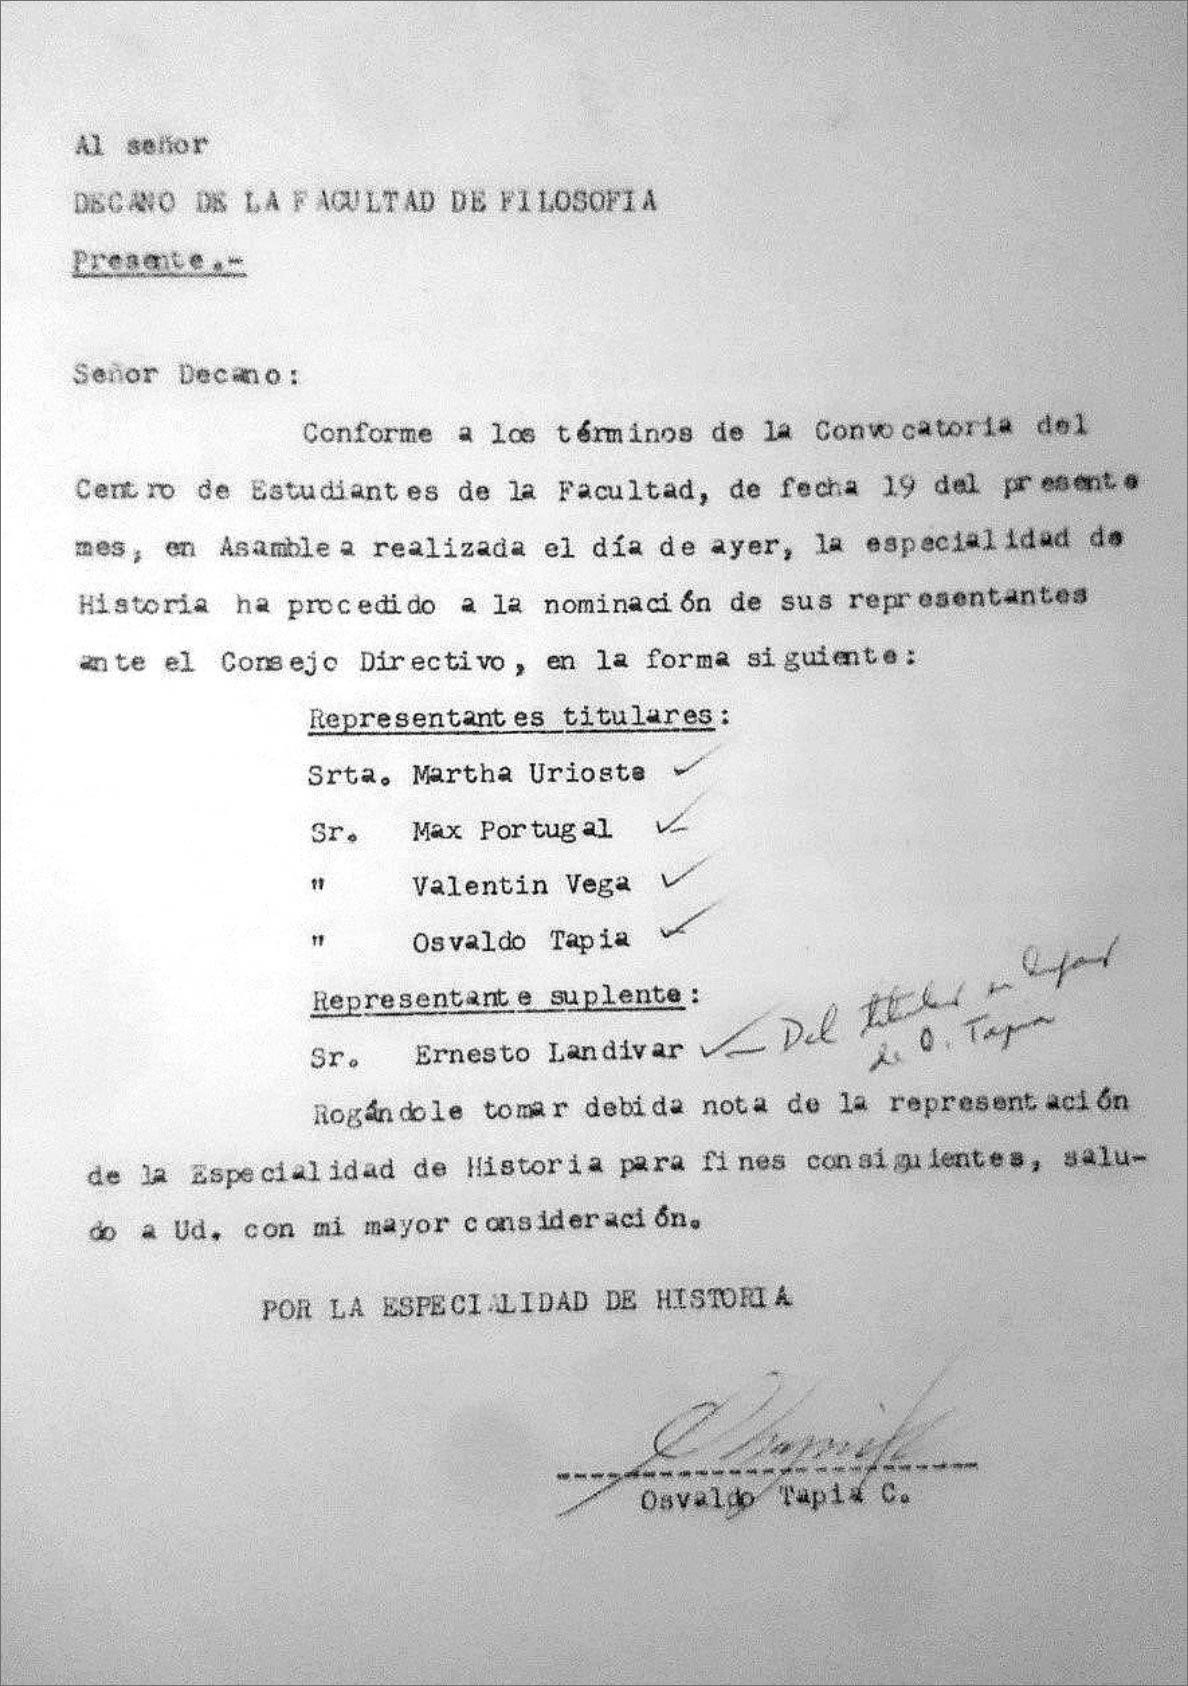 Al señor
DECANO DE LA FACULTAD DE FILOSOFIA
Presente.-
Señor Decano:
Conforme a los términos de la Convocatoria del
Centro de Estudiantes de la Facultad, de fecha 19 del presente
mes, en Asamblea realizada el día de ayer, la especialidad de
Historia ha procedido a la nominación de sus representantes
ante el Consejo Directivo, en la forma siguiente:
Representantes titulares:
Srta. Martha Urioste ✓
Sr. Max Portugal ✓
" Valentin Vega ✓
" Osvaldo Tapia ✓
Representante suplente:
Sr. Ernesto Landivar ✓ - Del titular
de O. Tapia
Rogándole tomar debida nota de la representación
de la Especialidad de Historia para fines consiguientes, salu-
do a Ud. con mi mayor consideración.
POR LA ESPECIALIDAD DE HISTORIA
Osvaldo Tapia C.